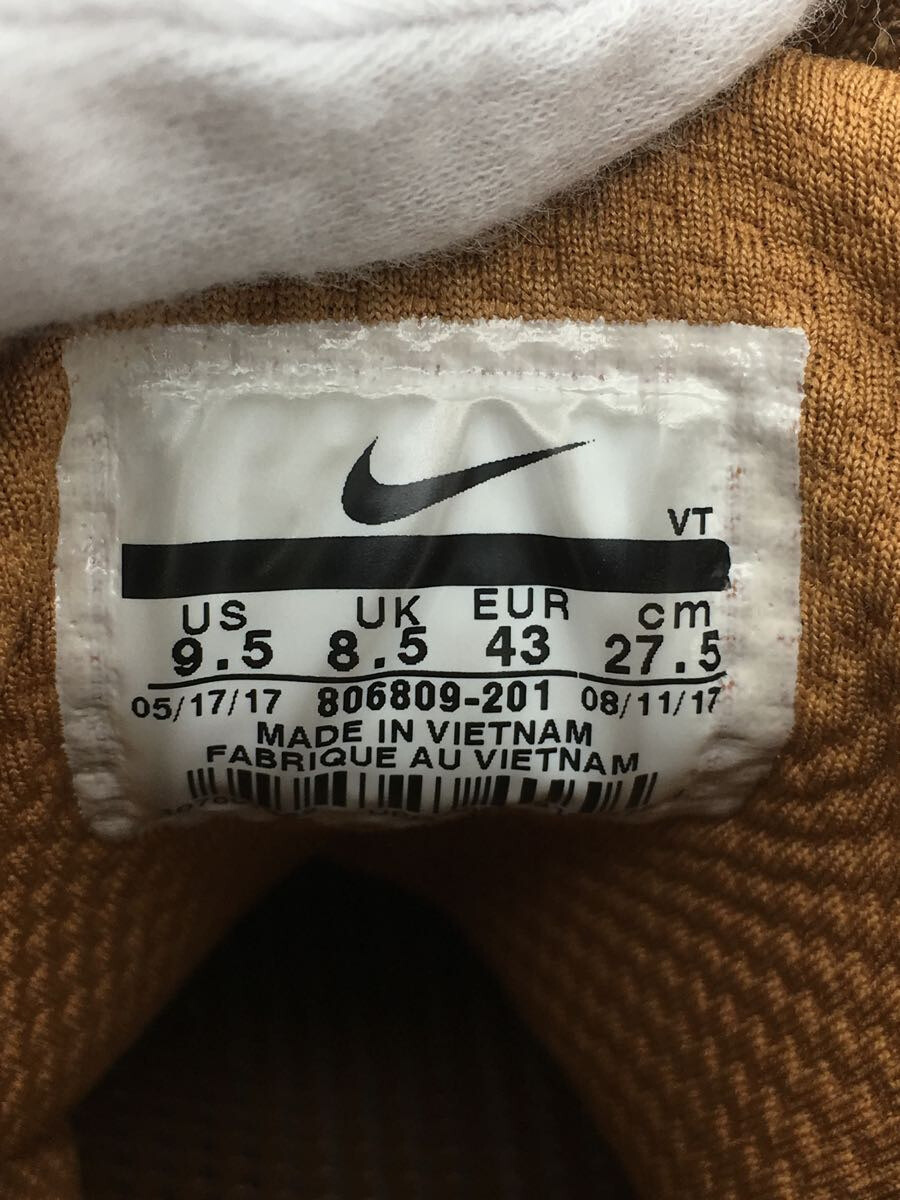 VT
US UK EUR cm
9.5 8.5 43 27.5
05/17/17 806809-201 08/11/17
MADE IN VIETNAM
FABRIQUE AU VIETNAM